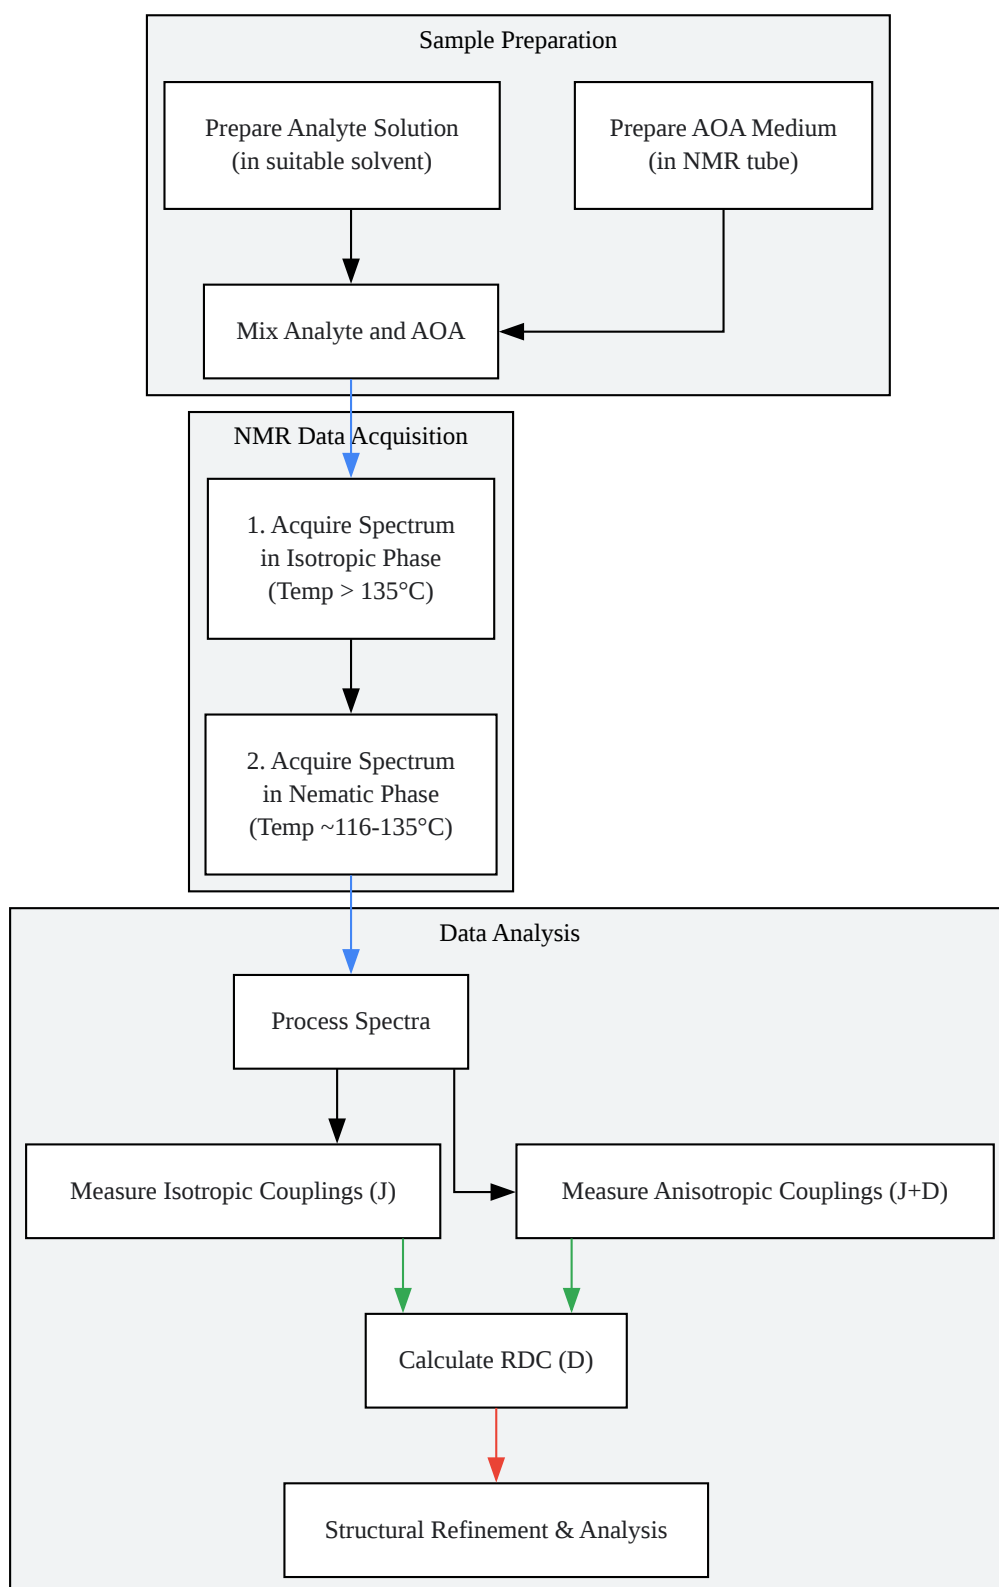 Sample Preparation
Prepare Analyte Solution
(in suitable solvent)
Prepare AOA Medium
(in NMR tube)
Mix Analyte and AOA
NMR Data Acquisition
1. Acquire Spectrum
in Isotropic Phase
(Temp > 135°C)
2. Acquire Spectrum
in Nematic Phase
(Temp ~116-135°C)
Data Analysis
Process Spectra
Measure Isotropic Couplings (J)
Measure Anisotropic Couplings (J+D)
Calculate RDC (D)
Structural Refinement & Analysis